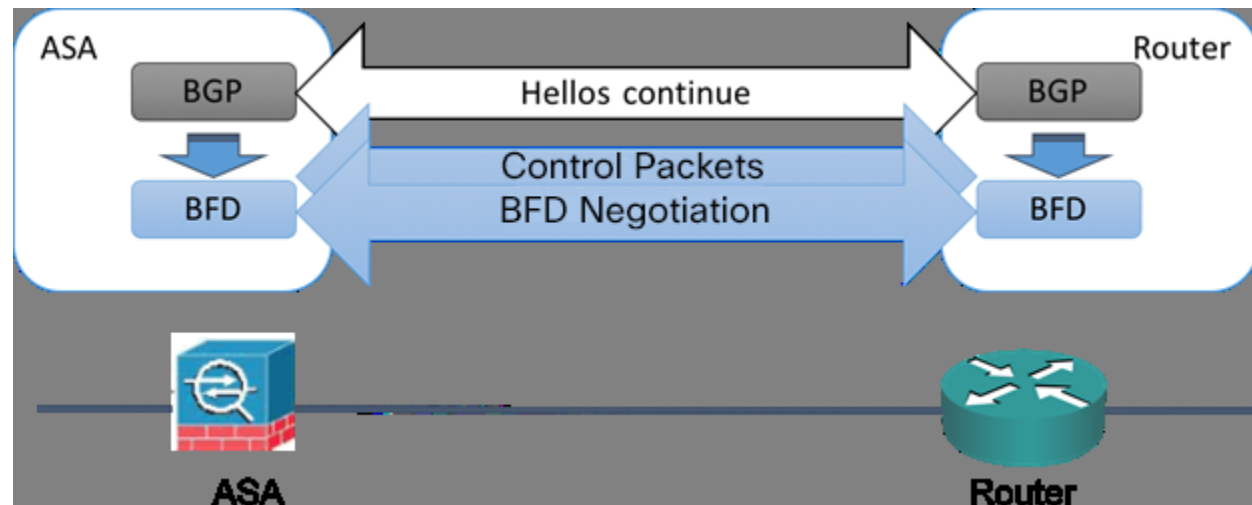 ASA
Router
BGP
Hellos continue
BGP
Control Packets
BFD
BFD Negotiation
BFD
ASA
Router